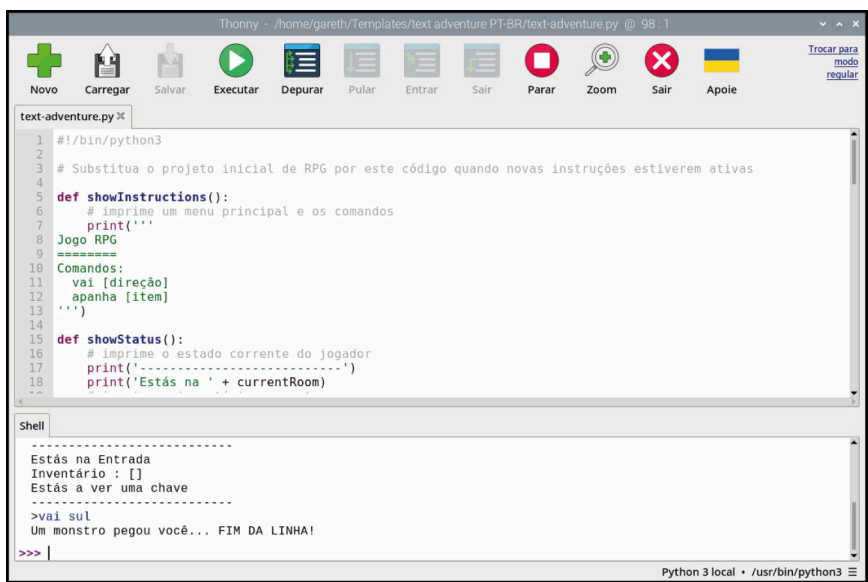 Thonny - /home/gareth/Templates/text adventure PT-BR/text-adventure.py @ 98 : 1
Novo Carregar Salvar Executar Depurar Pular Entrar Sair Parar Zoom Sair Apoie
Trocar para
modo
regular
text-adventure.py
1 #!/bin/python3
2
3 # Substitua o projeto inicial de RPG por este código quando novas instruções estiverem ativas
4
5 def showInstructions():
6     # imprime um menu principal e os comandos
7     print('''
8 Jogo RPG
9 ========
10 Comandos:
11   vai [direção]
12   apanha [item]
13 ''')
14
15 def showStatus():
16     # imprime o estado corrente do jogador
17     print('---------------------------')
18     print('Estás na ' + currentRoom)
Shell
---------------------------
Estás na Entrada
Inventário : []
Estás a ver uma chave
---------------------------
>vai sul
Um monstro pegou você... FIM DA LINHA!
>>>
Python 3 local • /usr/bin/python3 ☰